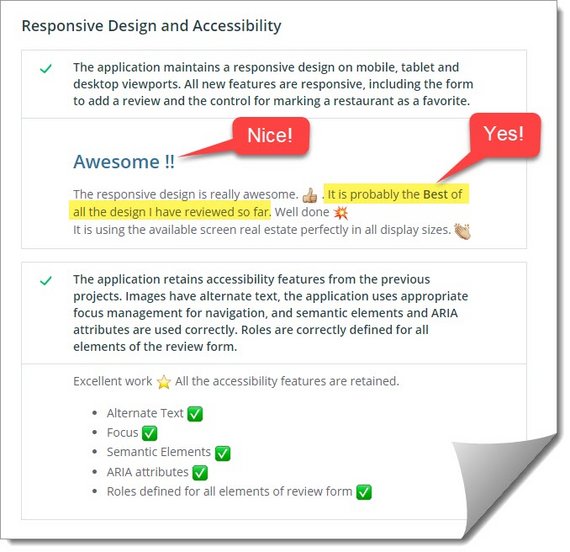 Responsive Design and Accessibility
The application maintains a responsive design on mobile, tablet and
desktop viewports. All new features are responsive, including the form
to add a review and the control for marking a restaurant as a favorite.
Nice!
Yes!
Awesome !!
The responsive design is really awesome. 👍 . It is probably the Best of
all the design I have reviewed so far. Well done 💥
It is using the available screen real estate perfectly in all display sizes. 👏
The application retains accessibility features from the previous
projects. Images have alternate text, the application uses appropriate
focus management for navigation, and semantic elements and ARIA
attributes are used correctly. Roles are correctly defined for all
elements of the review form.
Excellent work ⭐ All the accessibility features are retained.
• Alternate Text ✅
• Focus ✅
• Semantic Elements ✅
• ARIA attributes ✅
• Roles defined for all elements of review form ✅